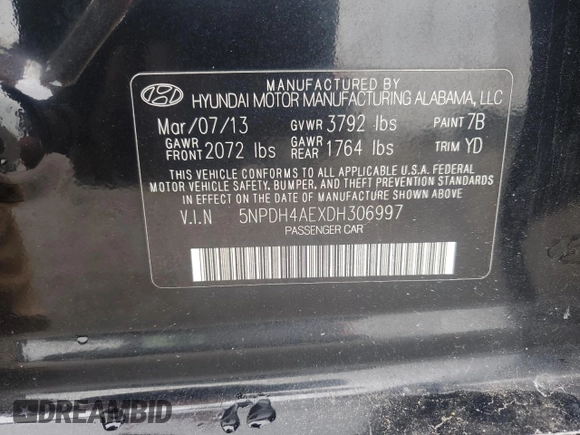 MANUFACTURED BY
HYUNDAI MOTOR MANUFACTURING ALABAMA, LLC
Mar/07/13 GVWR 3792 lbs PAINT 7B
GAWR FRONT 2072 lbs GAWR REAR 1764 lbs TRIM YD
THIS VEHICLE CONFORMS TO ALL APPLICABLE U.S.A. FEDERAL
MOTOR VEHICLE SAFETY, BUMPER, AND THEFT PREVENTION STANDARDS
IN EFFECT ON THE DATE OF MANUFACTURE SHOWN ABOVE
V.I.N 5NPDH4AEXDH306997
PASSENGER CAR
DREAMBID